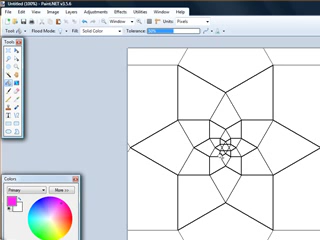 Untitled (100%) - Paint.NET v3.5.6
File Edit View Image Layers Adjustments Effects Utilities Window Help
Window Units: Pixels
Tool: Flood Mode: Fill: Solid Color Tolerance:
Tools
Colors
Primary More >>